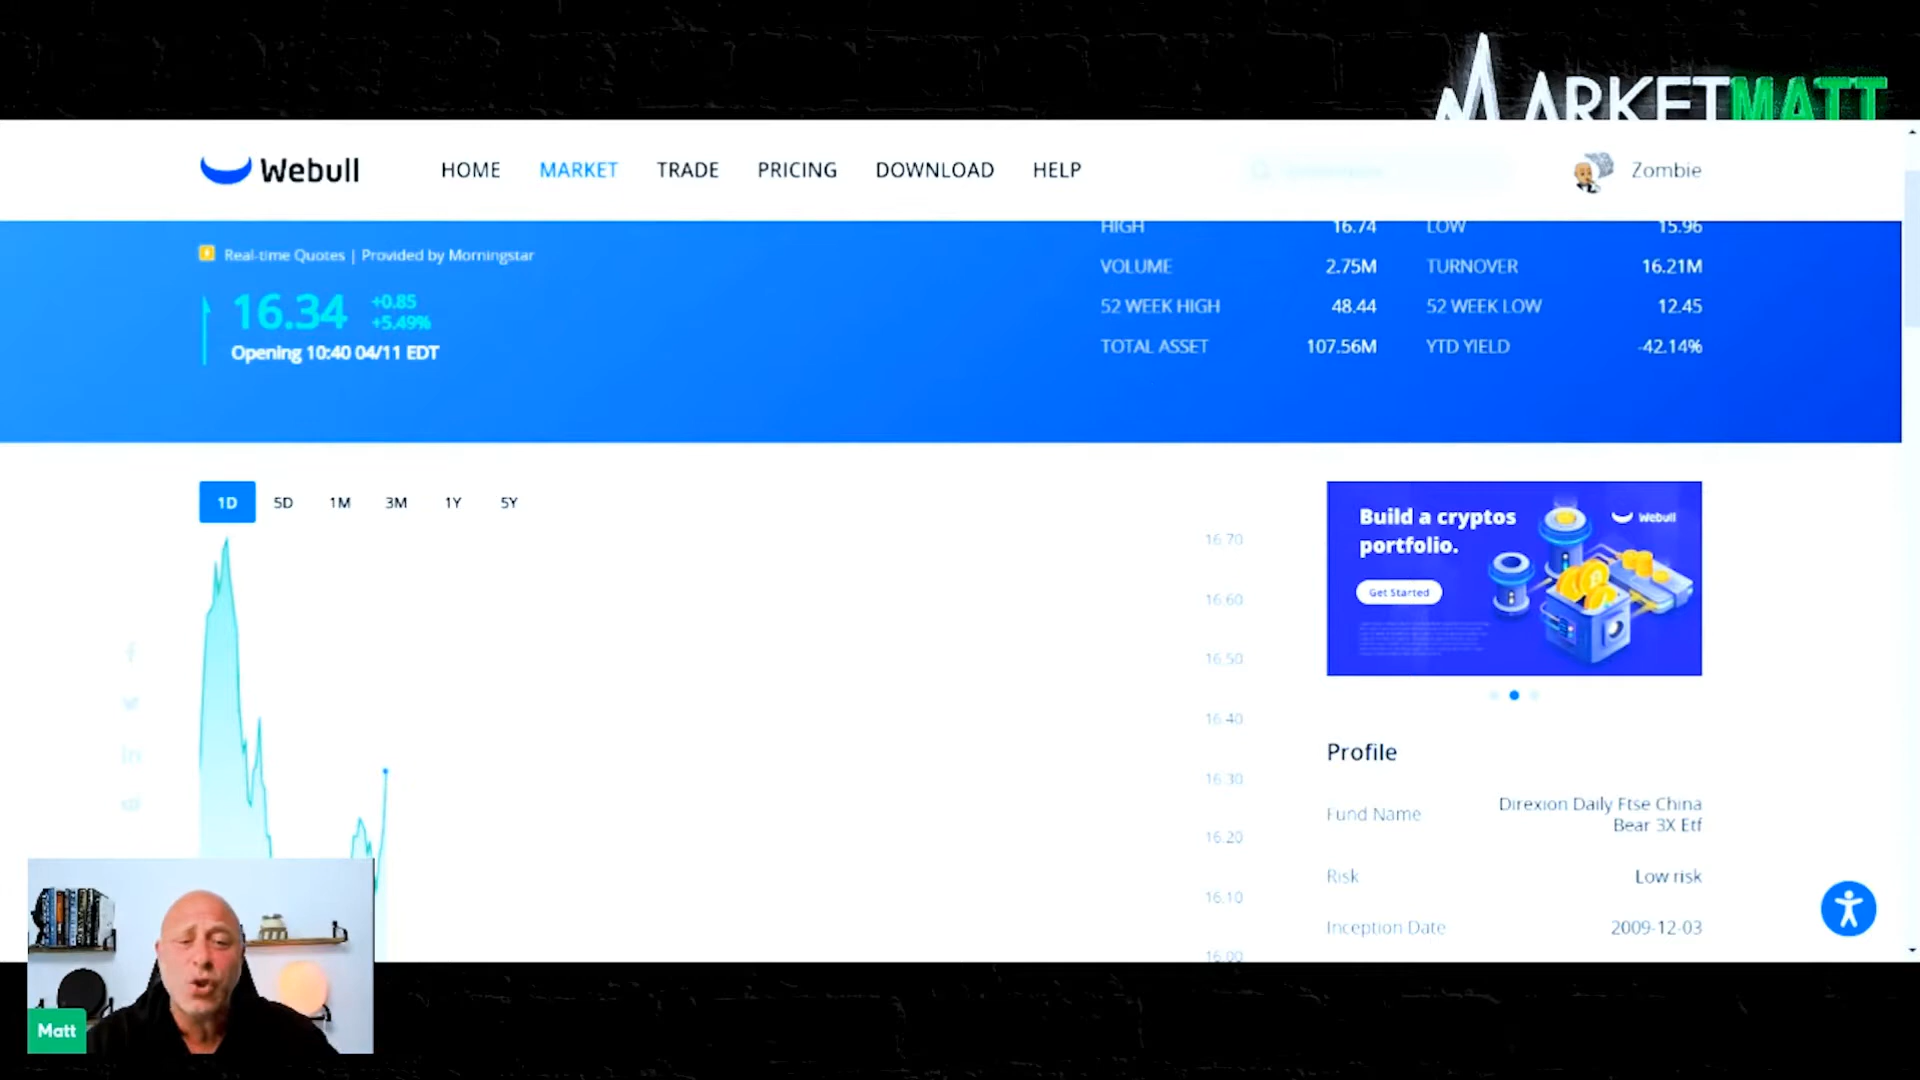 MARKETMATT
Webull
HOME
MARKET
TRADE
PRICING
DOWNLOAD
HELP
Zombie
HIGH 16.74 LOW 15.96
Real-time Quotes | Provided by Morningstar
VOLUME 2.75M TURNOVER 16.21M
16.34
+0.85
+5.49%
52 WEEK HIGH 48.44 52 WEEK LOW 12.45
Opening 10:40 04/11 EDT
TOTAL ASSET 107.56M YTD YIELD -42.14%
1D 5D 1M 3M 1Y 5Y
16.70
16.60
16.50
16.40
16.30
16.20
16.10
16.00
Build a cryptos
portfolio.
Webull
Get Started
Profile
Fund Name
Direxion Daily Ftse China
Bear 3X Etf
Risk Low risk
Inception Date 2009-12-03
Matt